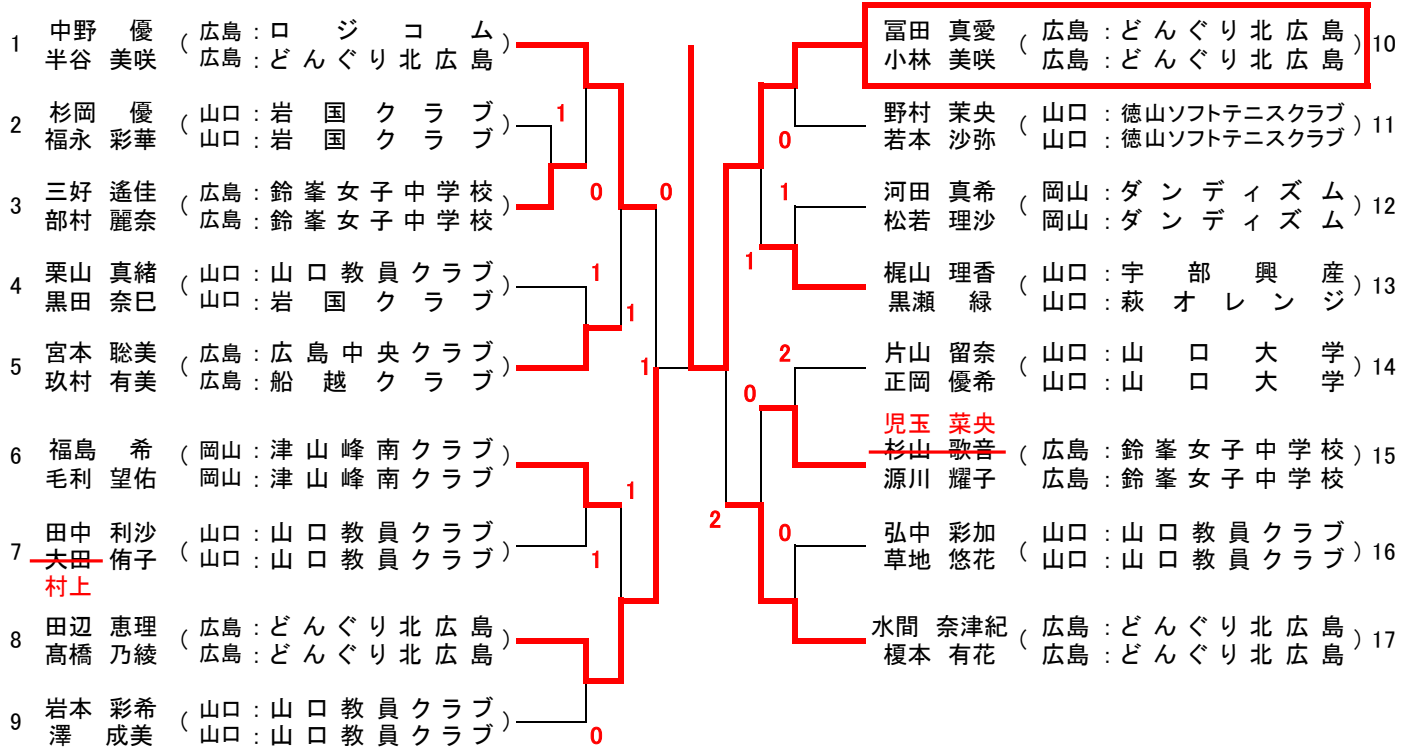 1 中野 優 ( 広島 : ロジコム )
半谷 美咲 広島 : どんぐり北広島
2 杉岡 優 ( 山口 : 岩国クラブ )
福永 彩華 山口 : 岩国クラブ
3 三好 遙佳 ( 広島 : 鈴峯女子中学校 )
部村 麗奈 広島 : 鈴峯女子中学校
4 栗山 真緒 ( 山口 : 山口教員クラブ )
黒田 奈巳 山口 : 岩国クラブ
5 宮本 聡美 ( 広島 : 広島中央クラブ )
玖村 有美 広島 : 船越クラブ
6 福島 希 ( 岡山 : 津山峰南クラブ )
毛利 望佑 岡山 : 津山峰南クラブ
7 田中 利沙 ( 山口 : 山口教員クラブ )
大田 侑子 山口 : 山口教員クラブ
村上
8 田辺 恵理 ( 広島 : どんぐり北広島 )
髙橋 乃綾 広島 : どんぐり北広島
9 岩本 彩希 ( 山口 : 山口教員クラブ )
澤 成美 山口 : 山口教員クラブ
1
0
0
1
1
1
1
1
0
0
1
1
2
0
2
0
冨田 真愛 ( 広島 : どんぐり北広島 ) 10
小林 美咲 広島 : どんぐり北広島
野村 茉央 ( 山口 : 徳山ソフトテニスクラブ ) 11
若本 沙弥 山口 : 徳山ソフトテニスクラブ
河田 真希 ( 岡山 : ダンディズム ) 12
松若 理沙 岡山 : ダンディズム
梶山 理香 ( 山口 : 宇部興産 ) 13
黒瀬 緑 山口 : 萩オレンジ
片山 留奈 ( 山口 : 山口大学 ) 14
正岡 優希 山口 : 山口大学
児玉 菜央
杉山 歌音 ( 広島 : 鈴峯女子中学校 ) 15
源川 耀子 広島 : 鈴峯女子中学校
弘中 彩加 ( 山口 : 山口教員クラブ ) 16
草地 悠花 山口 : 山口教員クラブ
水間 奈津紀 ( 広島 : どんぐり北広島 ) 17
榎本 有花 広島 : どんぐり北広島